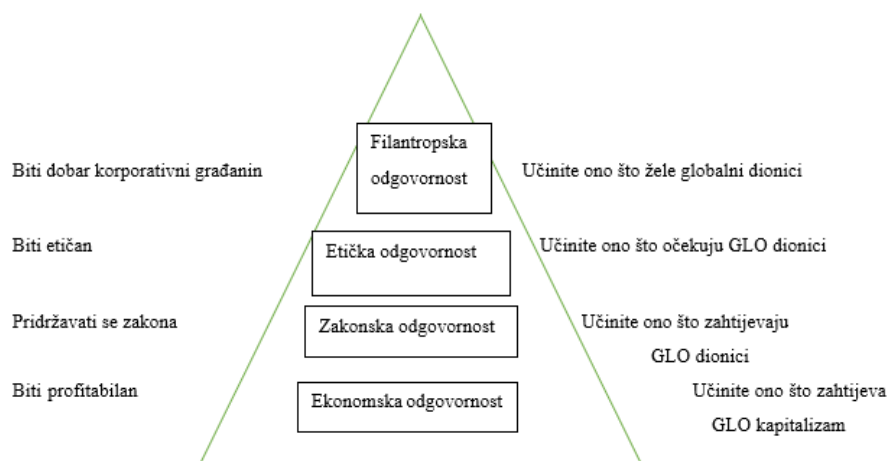 Filantropska
odgovornost
Biti dobar korporativni građanin
Učinite ono što žele globalni dionici
Biti etičan
Etička odgovornost
Učinite ono što očekuju GLO dionici
Pridržavati se zakona
Zakonska odgovornost
Učinite ono što zahtijevaju
GLO dionici
Biti profitabilan
Ekonomska odgovornost
Učinite ono što zahtijeva
GLO kapitalizam